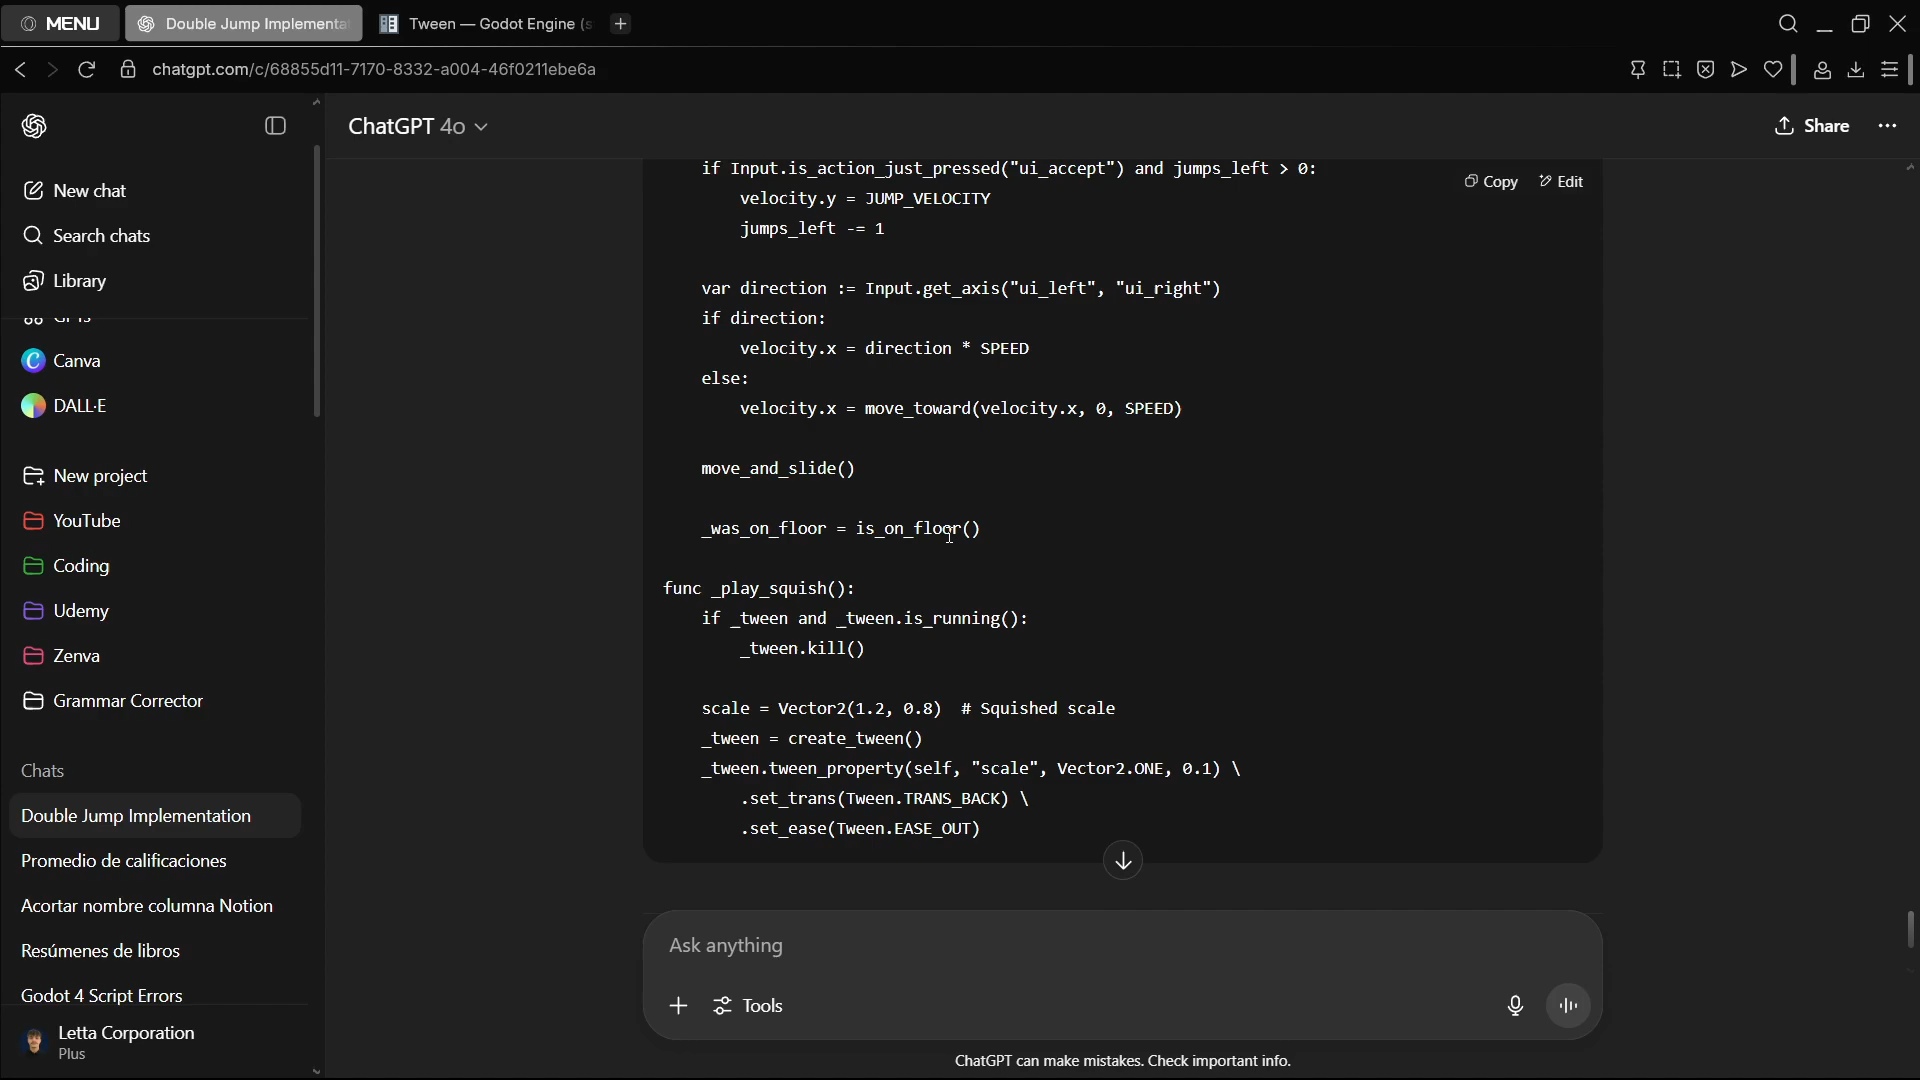 MENU
Double Jump Implementa
Tween — Godot Engine (s
chatgpt.com/c/68855d11-7170-8332-a004-46f0211ebe6a
ChatGPT 4o
Share
New chat
Search chats
Library
GPTs
Canva
DALL·E
New project
YouTube
Coding
Udemy
Zenva
Grammar Corrector
Chats
Double Jump Implementation
Promedio de calificaciones
Acortar nombre columna Notion
Resúmenes de libros
Godot 4 Script Errors
Letta Corporation
Plus
Copy
Edit
if Input.is_action_just_pressed("ui_accept") and jumps_left > 0:
velocity.y = JUMP_VELOCITY
jumps_left -= 1
var direction := Input.get_axis("ui_left", "ui_right")
if direction:
velocity.x = direction * SPEED
else:
velocity.x = move_toward(velocity.x, 0, SPEED)
move_and_slide()
_was_on_floor = is_on_floor()
func _play_squish():
if _tween and _tween.is_running():
_tween.kill()
scale = Vector2(1.2, 0.8)  # Squished scale
_tween = create_tween()
_tween.tween_property(self, "scale", Vector2.ONE, 0.1) \
.set_trans(Tween.TRANS_BACK) \
.set_ease(Tween.EASE_OUT)
Ask anything
Tools
ChatGPT can make mistakes. Check important info.